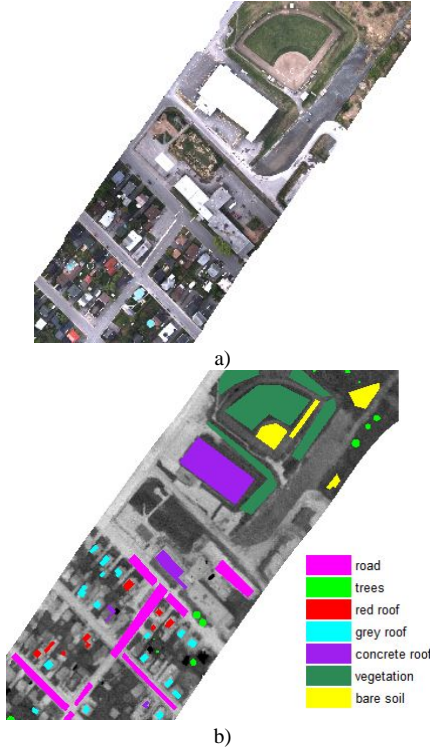 a)
road
trees
red roof
grey roof
concrete roof
vegetation
bare soil
b)